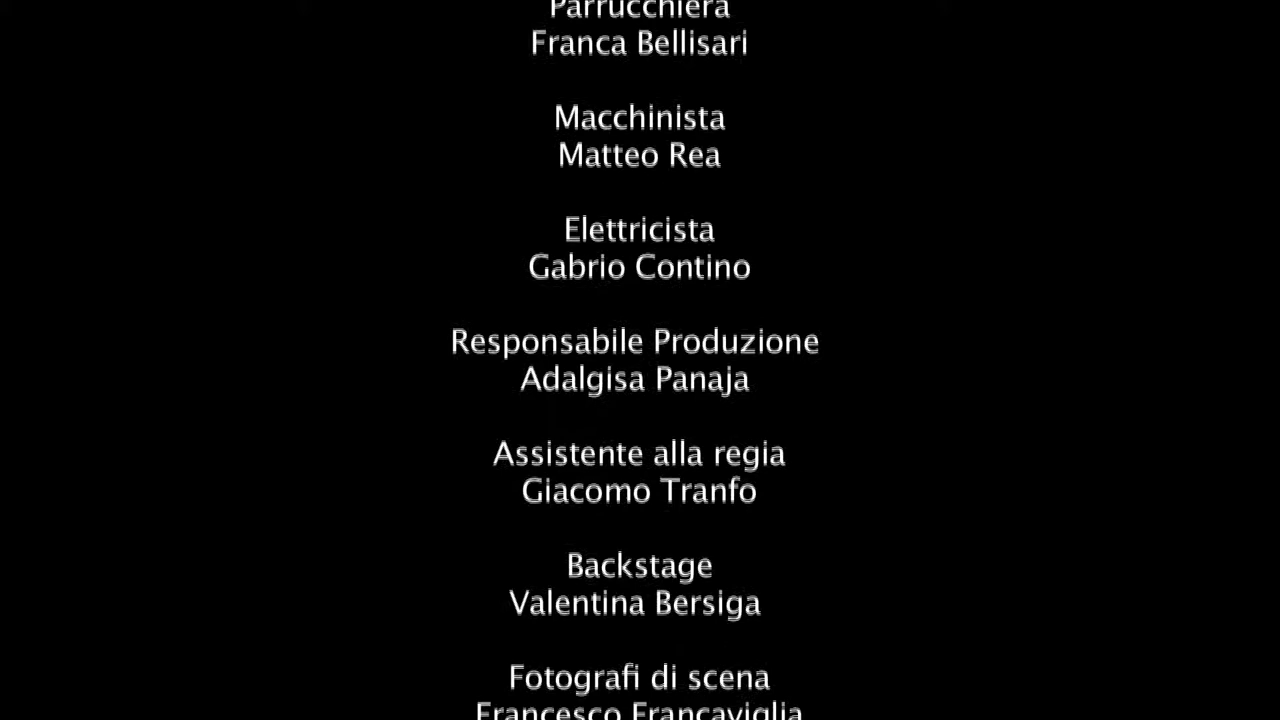 Parrucchiera
Franca Bellisari
Macchinista
Matteo Rea
Elettricista
Gabrio Contino
Responsabile Produzione
Adalgisa Panaja
Assistente alla regia
Giacomo Tranfo
Backstage
Valentina Bersiga
Fotografi di scena
Francesco Francaviglia